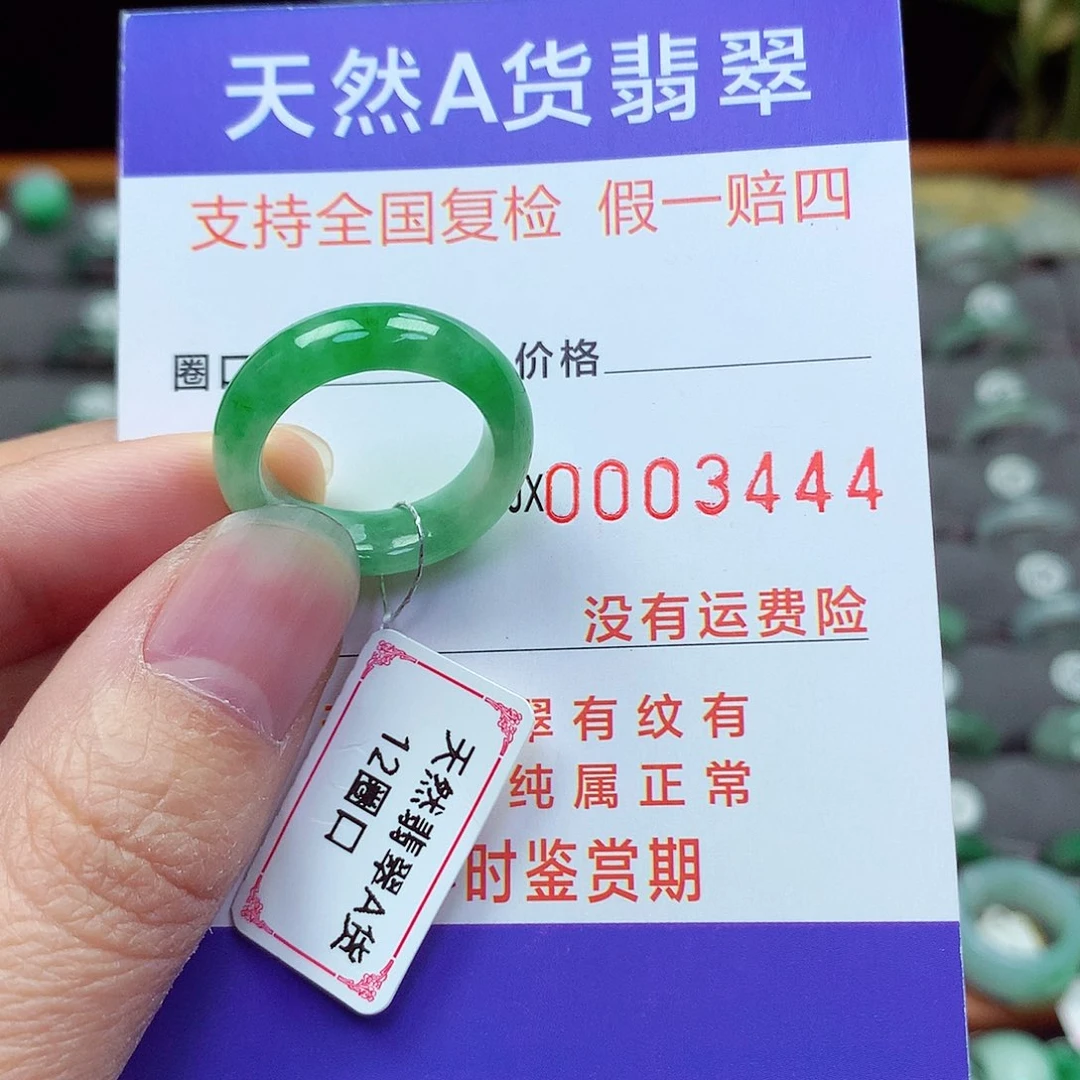 天然A货翡翠
支持全国复检 假一赔四
圈口 价格
X0003444
没有运费险
翠有纹有
纯属正常
时鉴赏期
天然翡翠A货
12圈口